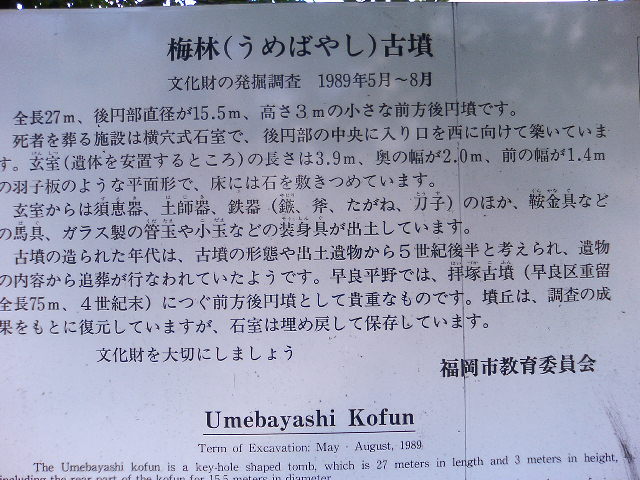 梅林(うめばやし)古墳
文化財の発掘調査 1989年5月～8月
全長27m、後円部直径が15.5m、高さ3mの小さな前方後円墳です。
死者を葬る施設は横穴式石室で、後円部の中央に入り口を西に向けて築いていま
す。玄室(遺体を安置するところ)の長さは3.9m、奥の幅が2.0m、前の幅が1.4m
の羽子板のような平面形で、床には石を敷きつめています。
玄室からは須恵器、土師器、鉄器(鏃、斧、たがね、刀子)のほか、鞍金具など
の馬具、ガラス製の管玉や小玉などの装身具が出土しています。
古墳の造られた年代は、古墳の形態や出土遺物から5世紀後半と考えられ、遺物
の内容から追葬が行なわれていたようです。早良平野では、拝塚古墳(早良区重留
全長75m、4世紀末)につぐ前方後円墳として貴重なものです。墳丘は、調査の成
果をもとに復元していますが、石室は埋め戻して保存しています。
文化財を大切にしましょう
福岡市教育委員会
Umebayashi Kofun
Term of Excavation: May - August, 1989
The Umebayashi kofun is a key-hole shaped tomb, which is 27 meters in length and 3 meters in height,
including the rear part of the kofun for 15.5 meters in diameter.